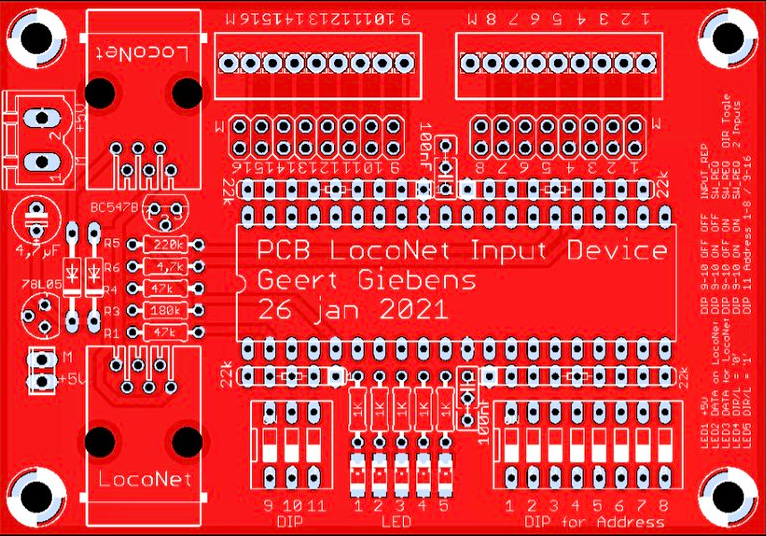 M 16 15 14 13 12 11 10 9
M 8 7 6 5 4 3 2 1
LocoNet
+5V
2
M
1
M
100nF
M
16 15 14 13 12 11 10 9
8 7 6 5 4 3 2 1
22k
22k
BC547B
4,7µF
R5 220k
R6 4,7k
R4 47k
R3 180k
R1 47k
78L05
M
+5V
PCB LocoNet Input Device
Geert Giebens
26 jan 2021
22k
22k
1K 1K 1K 1K 1K
100nF
ON
ON
LocoNet
9 10 11
DIP
1 2 3 4 5
LED
1 2 3 4 5 6 7 8
DIP for Address
LED1 +5V
LED2 DATA on LocoNet
LED3 DATA for LocoNet
LED4 DIR/L = '0'
LED5 DIR/L = '1'
DIP 9-10 OFF OFF INPUT_REP
DIP 9-10 ON OFF SW_REQ
DIP 9-10 OFF ON SW_REQ DIR Togle
DIP 9-10 ON ON SW_REQ 2 Inputs
DIP 11 Address 1-8 / 9-16